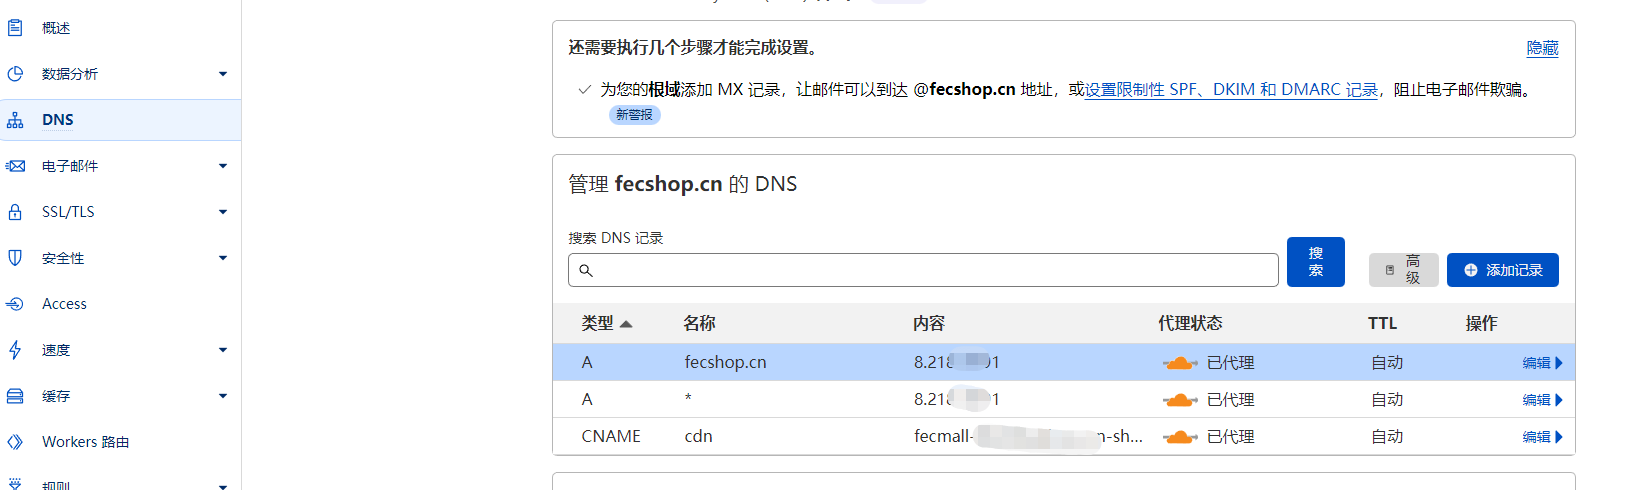 概述
数据分析
DNS
电子邮件
SSL/TLS
安全性
Access
速度
缓存
Workers 路由
规则
还需要执行几个步骤才能完成设置。
隐藏
为您的根域添加 MX 记录，让邮件可以到达 @fecshop.cn 地址，或设置限制性 SPF、DKIM 和 DMARC 记录，阻止电子邮件欺骗。
新警报
管理 fecshop.cn 的 DNS
搜索 DNS 记录
搜索
高级
添加记录
类型 名称 内容 代理状态 TTL 操作
A fecshop.cn 8.218 01 已代理 自动 编辑
A * 8.218 1 已代理 自动 编辑
CNAME cdn fecmall- n-sh... 已代理 自动 编辑